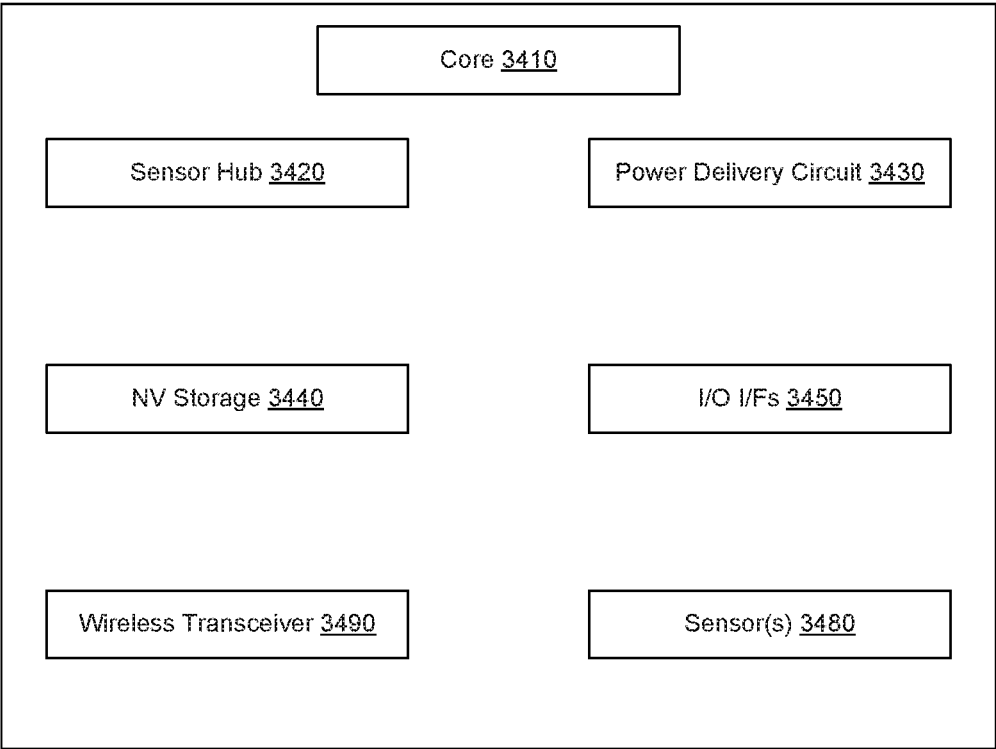 Core 3410
Sensor Hub 3420
Power Delivery Circuit 3430
NV Storage 3440
I/O I/Fs 3450
Wireless Transceiver 3490
Sensor(s) 3480